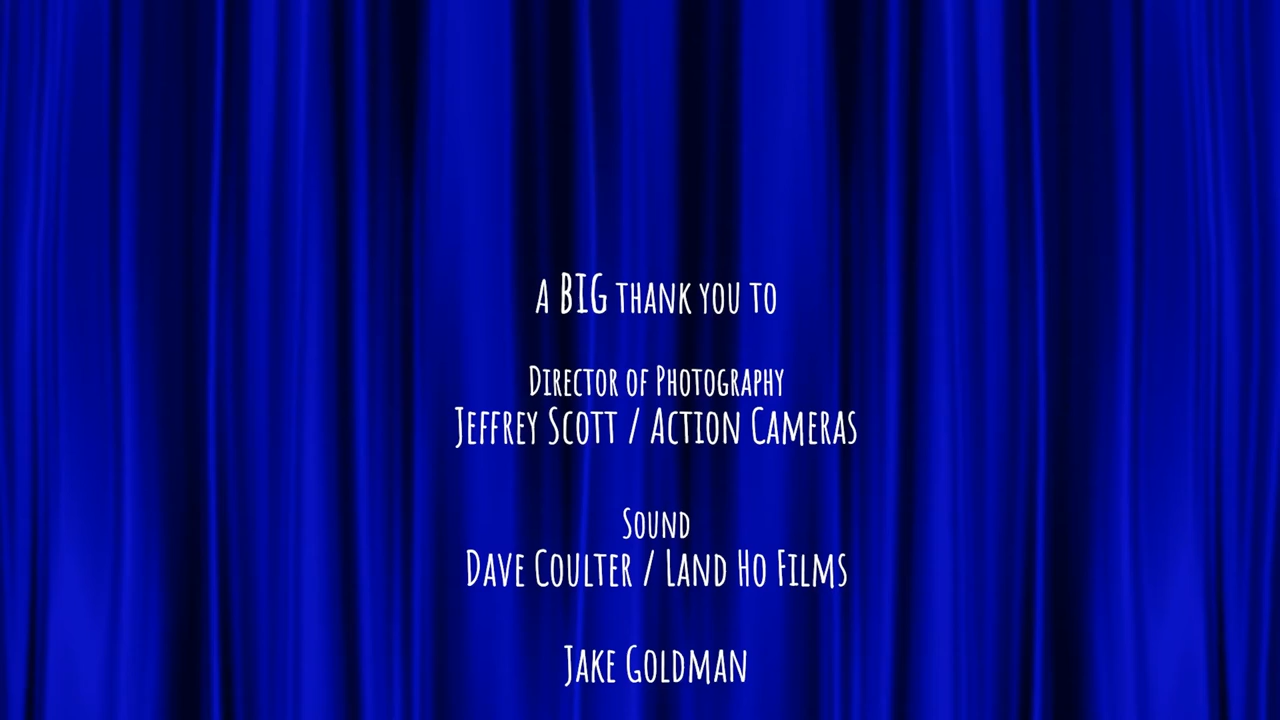 A BIG THANK YOU TO
DIRECTOR OF PHOTOGRAPHY
JEFFREY SCOTT / ACTION CAMERAS
SOUND
DAVE COULTER / LAND HO FILMS
JAKE GOLDMAN